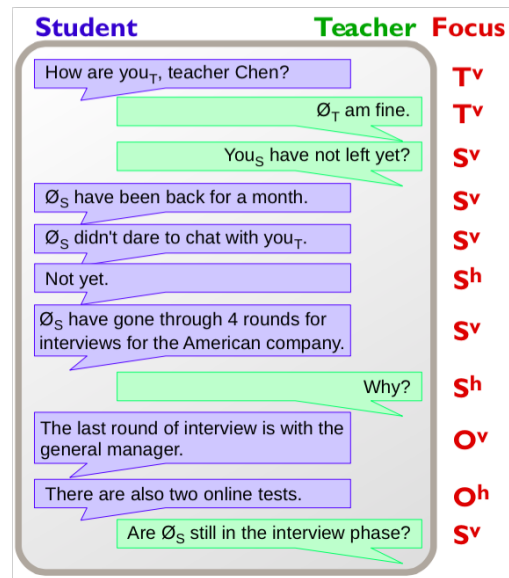 Student Teacher Focus
How are you_T, teacher Chen? T^v
Ø_T am fine. T^v
You_S have not left yet? S^v
Ø_S have been back for a month. S^v
Ø_S didn't dare to chat with you_T. S^v
Not yet. S^h
Ø_S have gone through 4 rounds for
interviews for the American company. S^v
Why? S^h
The last round of interview is with the
general manager. O^v
There are also two online tests. O^h
Are Ø_S still in the interview phase? S^v